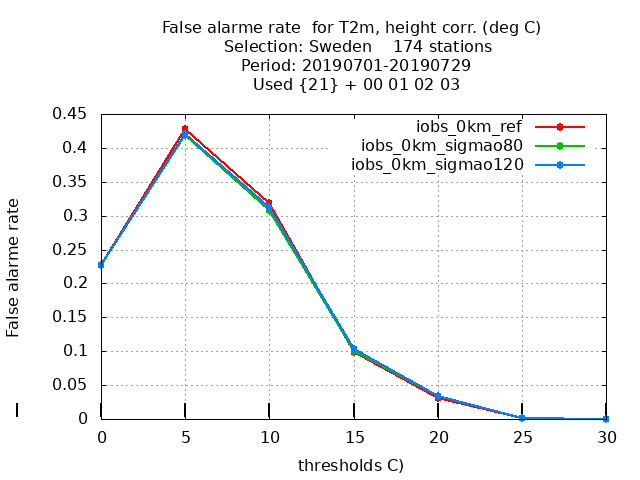 False alarme rate  for T2m, height corr. (deg C)
Selection: Sweden    174 stations
Period: 20190701-20190729
Used {21} + 00 01 02 03
iobs_0km_ref
iobs_0km_sigmao80
iobs_0km_sigmao120
False alarme rate
0.45
0.4
0.35
0.3
0.25
0.2
0.15
0.1
0.05
0
0 5 10 15 20 25 30
thresholds C)